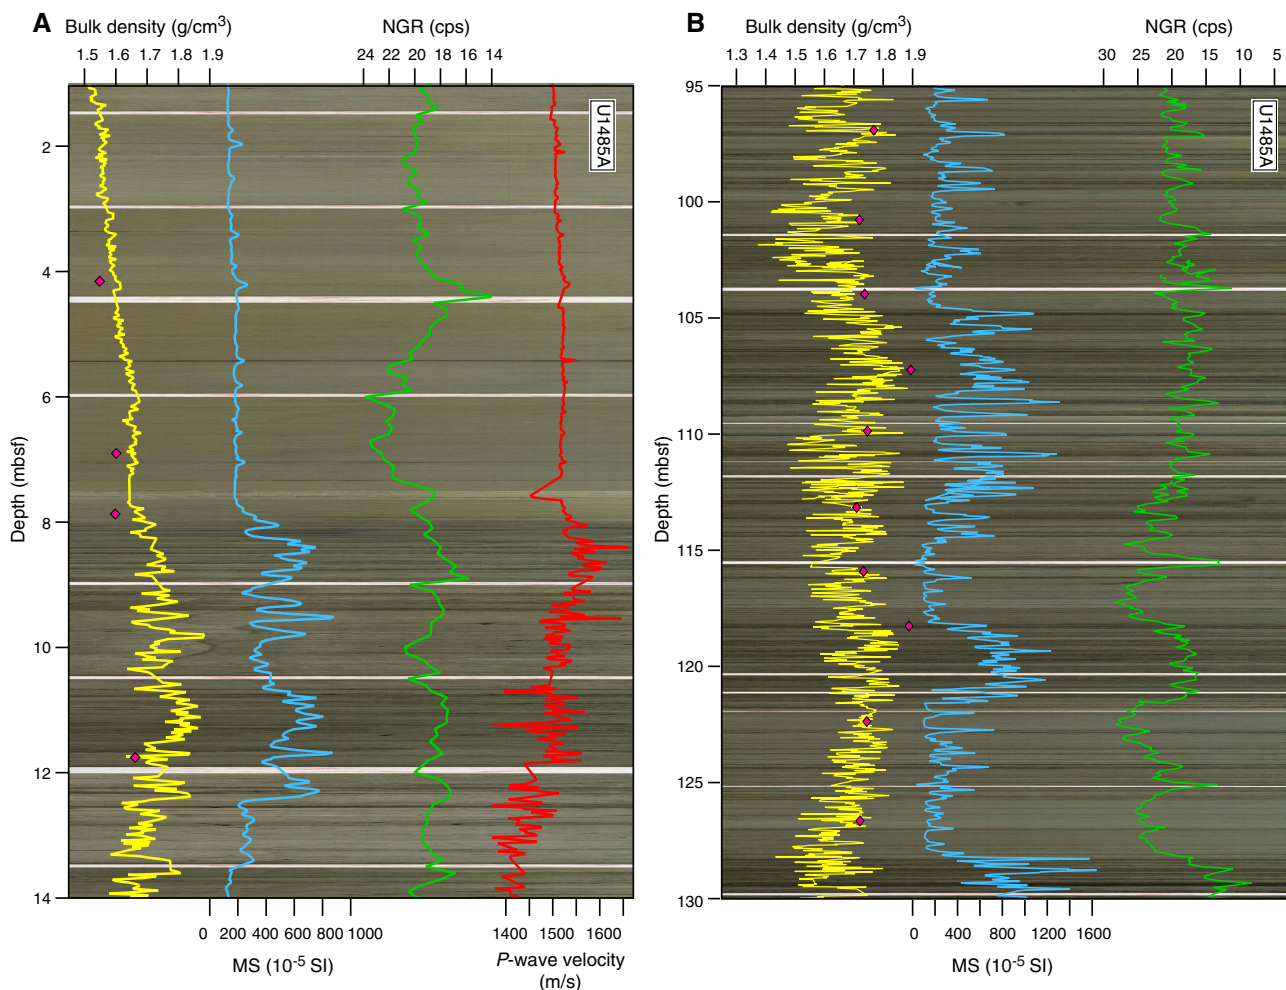 A
Bulk density (g/cm3)
NGR (cps)
1.5 1.6 1.7 1.8 1.9
24 22 20 18 16 14
U1485A
2
4
6
8
10
12
14
Depth (mbsf)
0 200 400 600 800 1000
MS (10-5 SI)
1400 1500 1600
P-wave velocity
(m/s)
B
Bulk density (g/cm3)
NGR (cps)
1.3 1.4 1.5 1.6 1.7 1.8 1.9
30 25 20 15 10 5
U1485A
95
100
105
110
115
120
125
130
Depth (mbsf)
0 400 800 1200 1600
MS (10-5 SI)